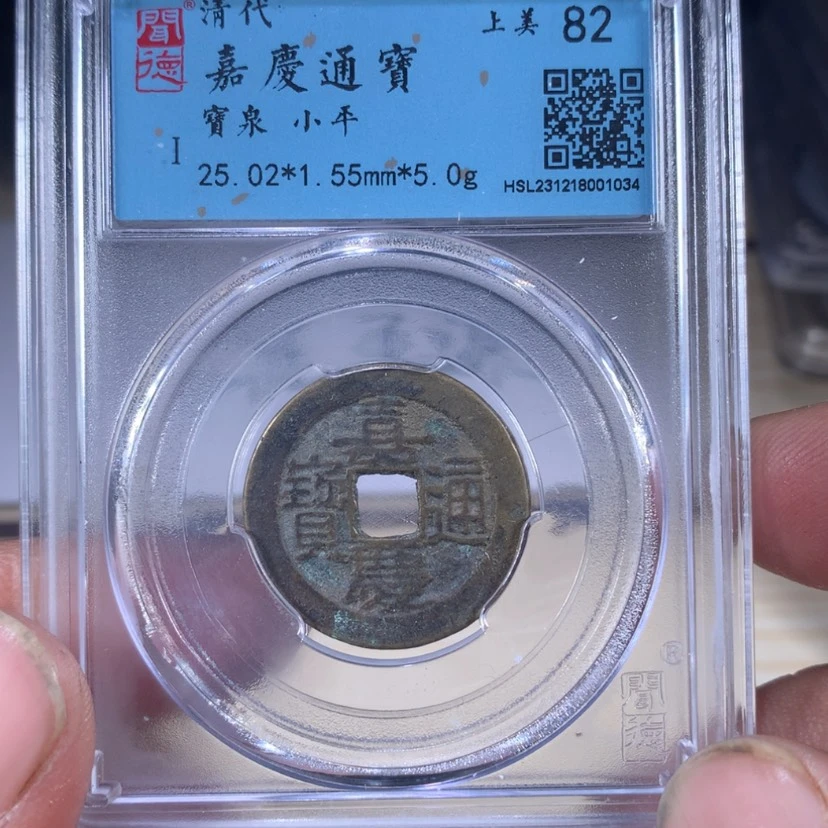 聞德®
清代
上美 82
嘉慶通寶
寶泉 小平
I
25.02*1.55mm*5.0g
HSL231218001034
嘉慶通寶
®
聞德